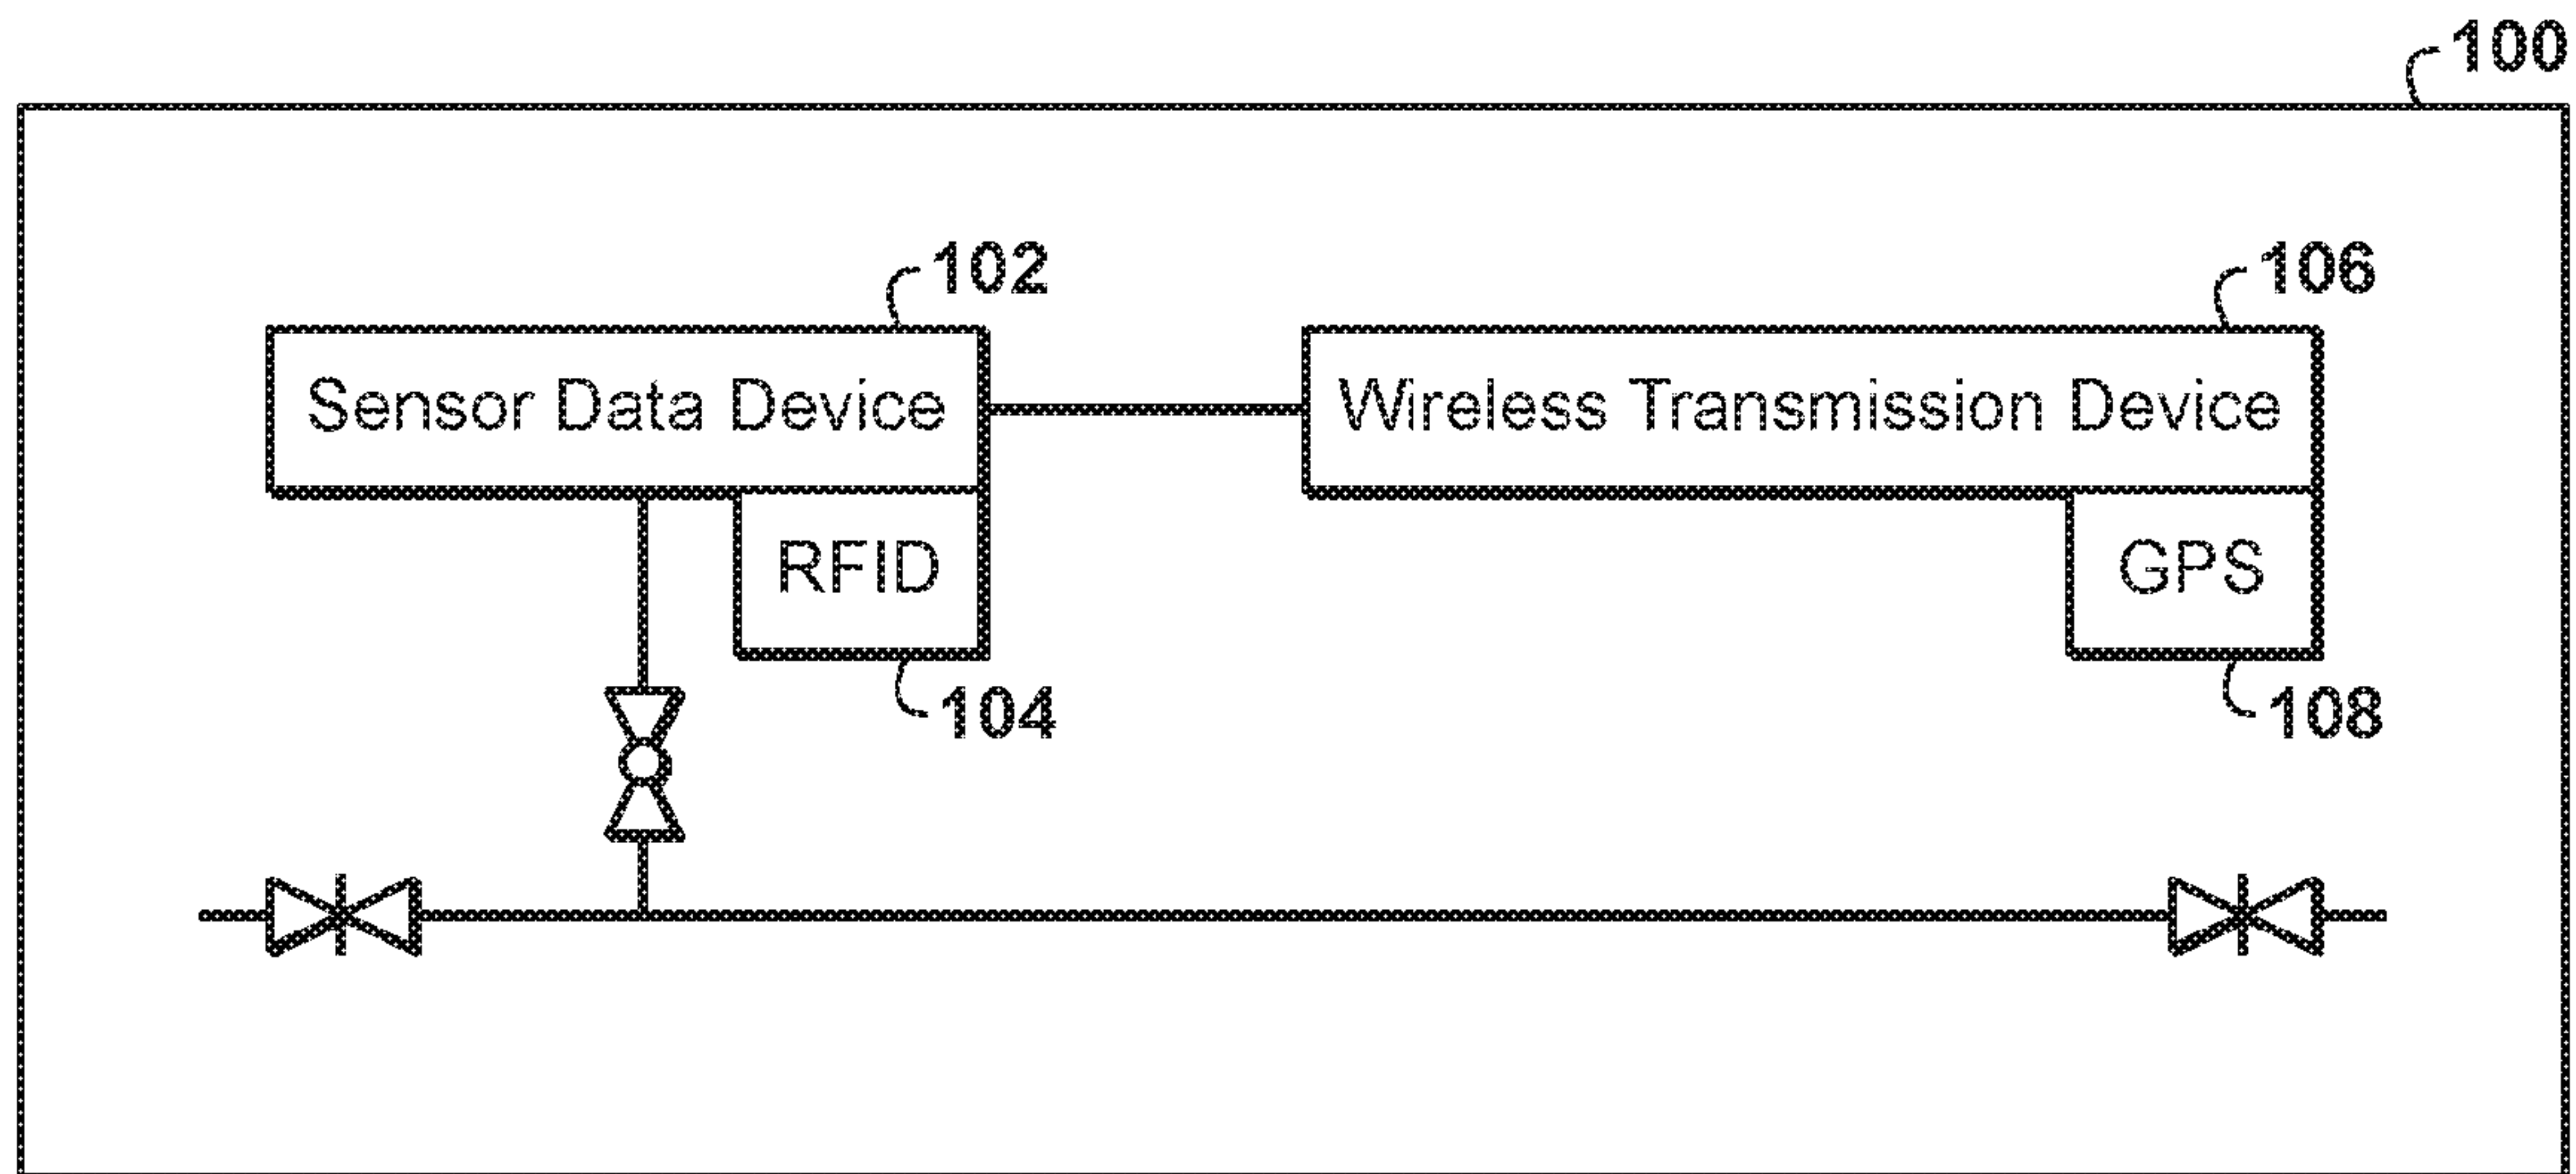 100
102
106
Sensor Data Device
Wireless Transmission Device
RFID
GPS
104
108